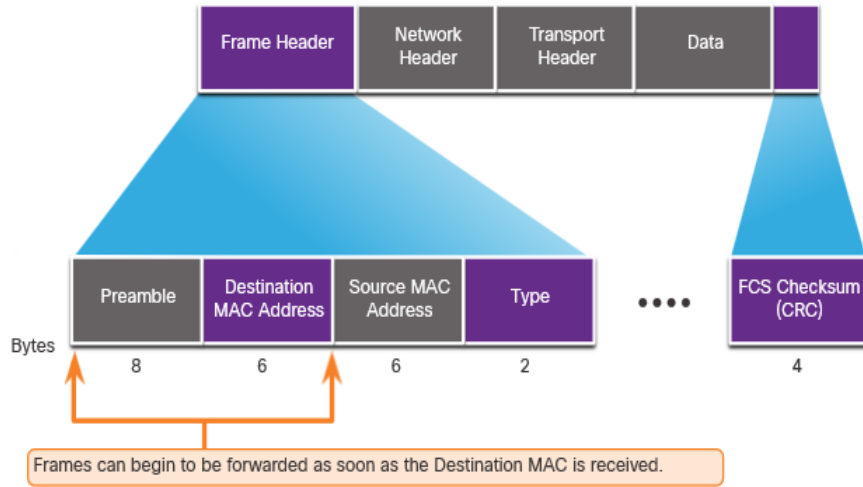 Frame Header
Network
Header
Transport
Header
Data
Preamble
Destination
MAC Address
Source MAC
Address
Type
••••
FCS Checksum
(CRC)
Bytes
8
6
6
2
4
Frames can begin to be forwarded as soon as the Destination MAC is received.